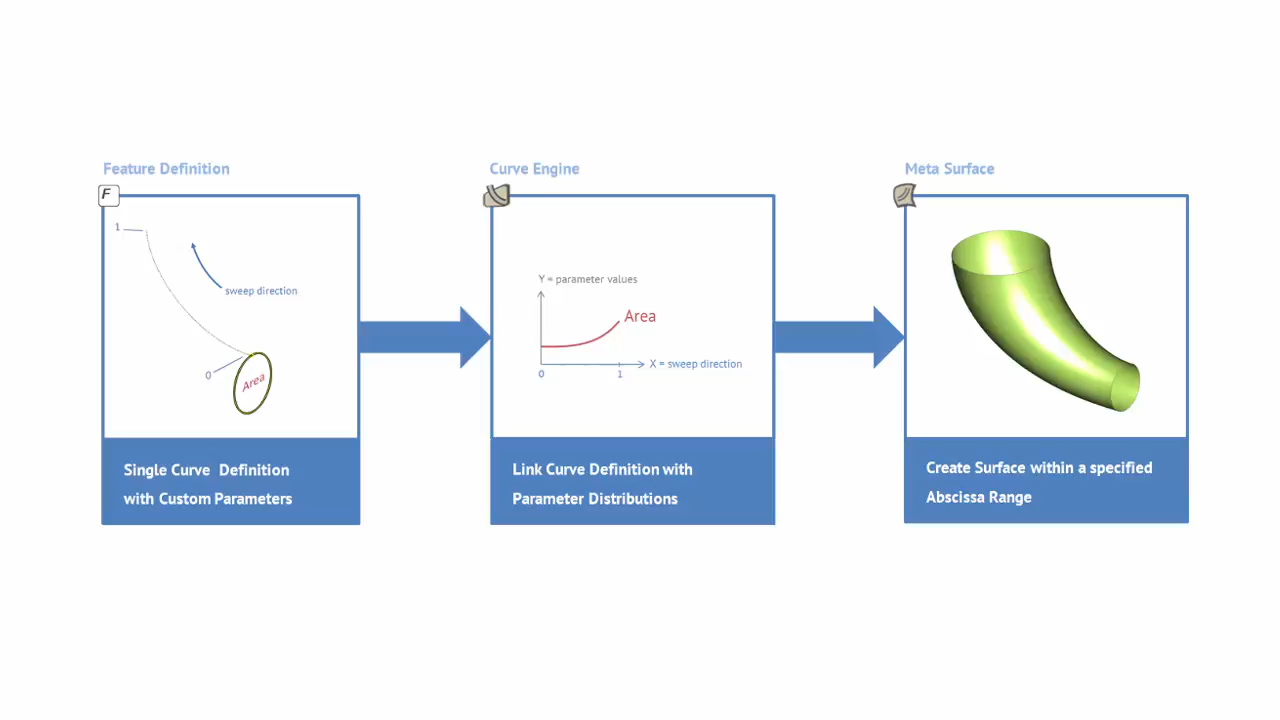 Feature Definition
F
1
sweep direction
0
Area
Single Curve Definition
with Custom Parameters
Curve Engine
Y = parameter values
Area
X = sweep direction
0
1
Link Curve Definition with
Parameter Distributions
Meta Surface
Create Surface within a specified
Abscissa Range